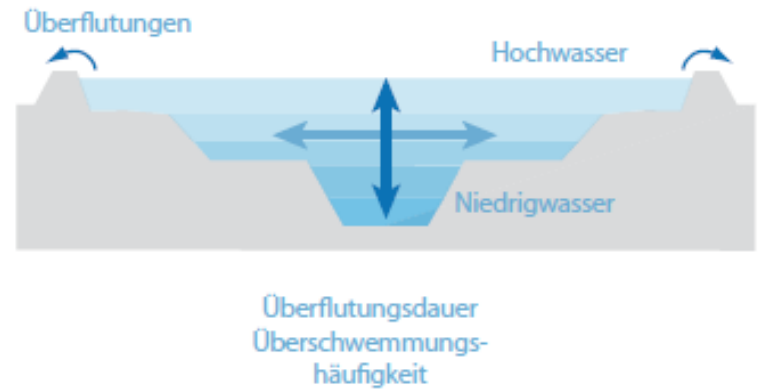 Überflutungen
Hochwasser
Niedrigwasser
Überflutungsdauer
Überschwemmungs-
häufigkeit